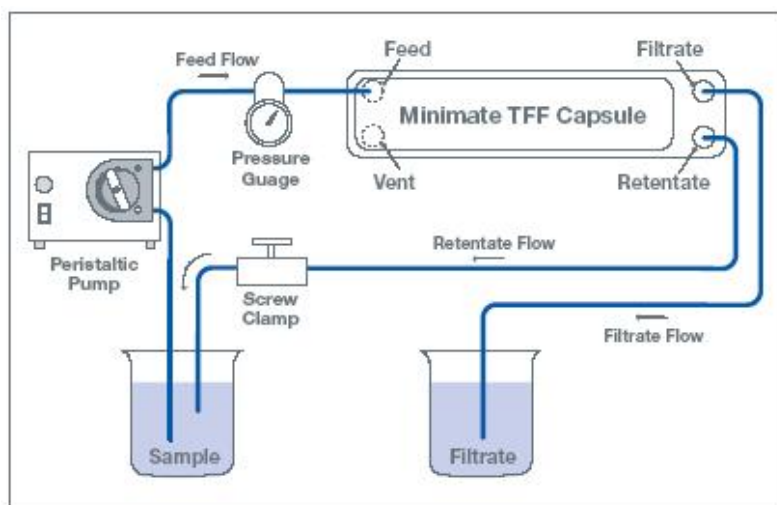 Feed Flow
Feed
Filtrate
Minimate TFF Capsule
Pressure
Guage
Vent
Retentate
Peristaltic
Pump
Retentate Flow
Screw
Clamp
Filtrate Flow
Sample
Filtrate